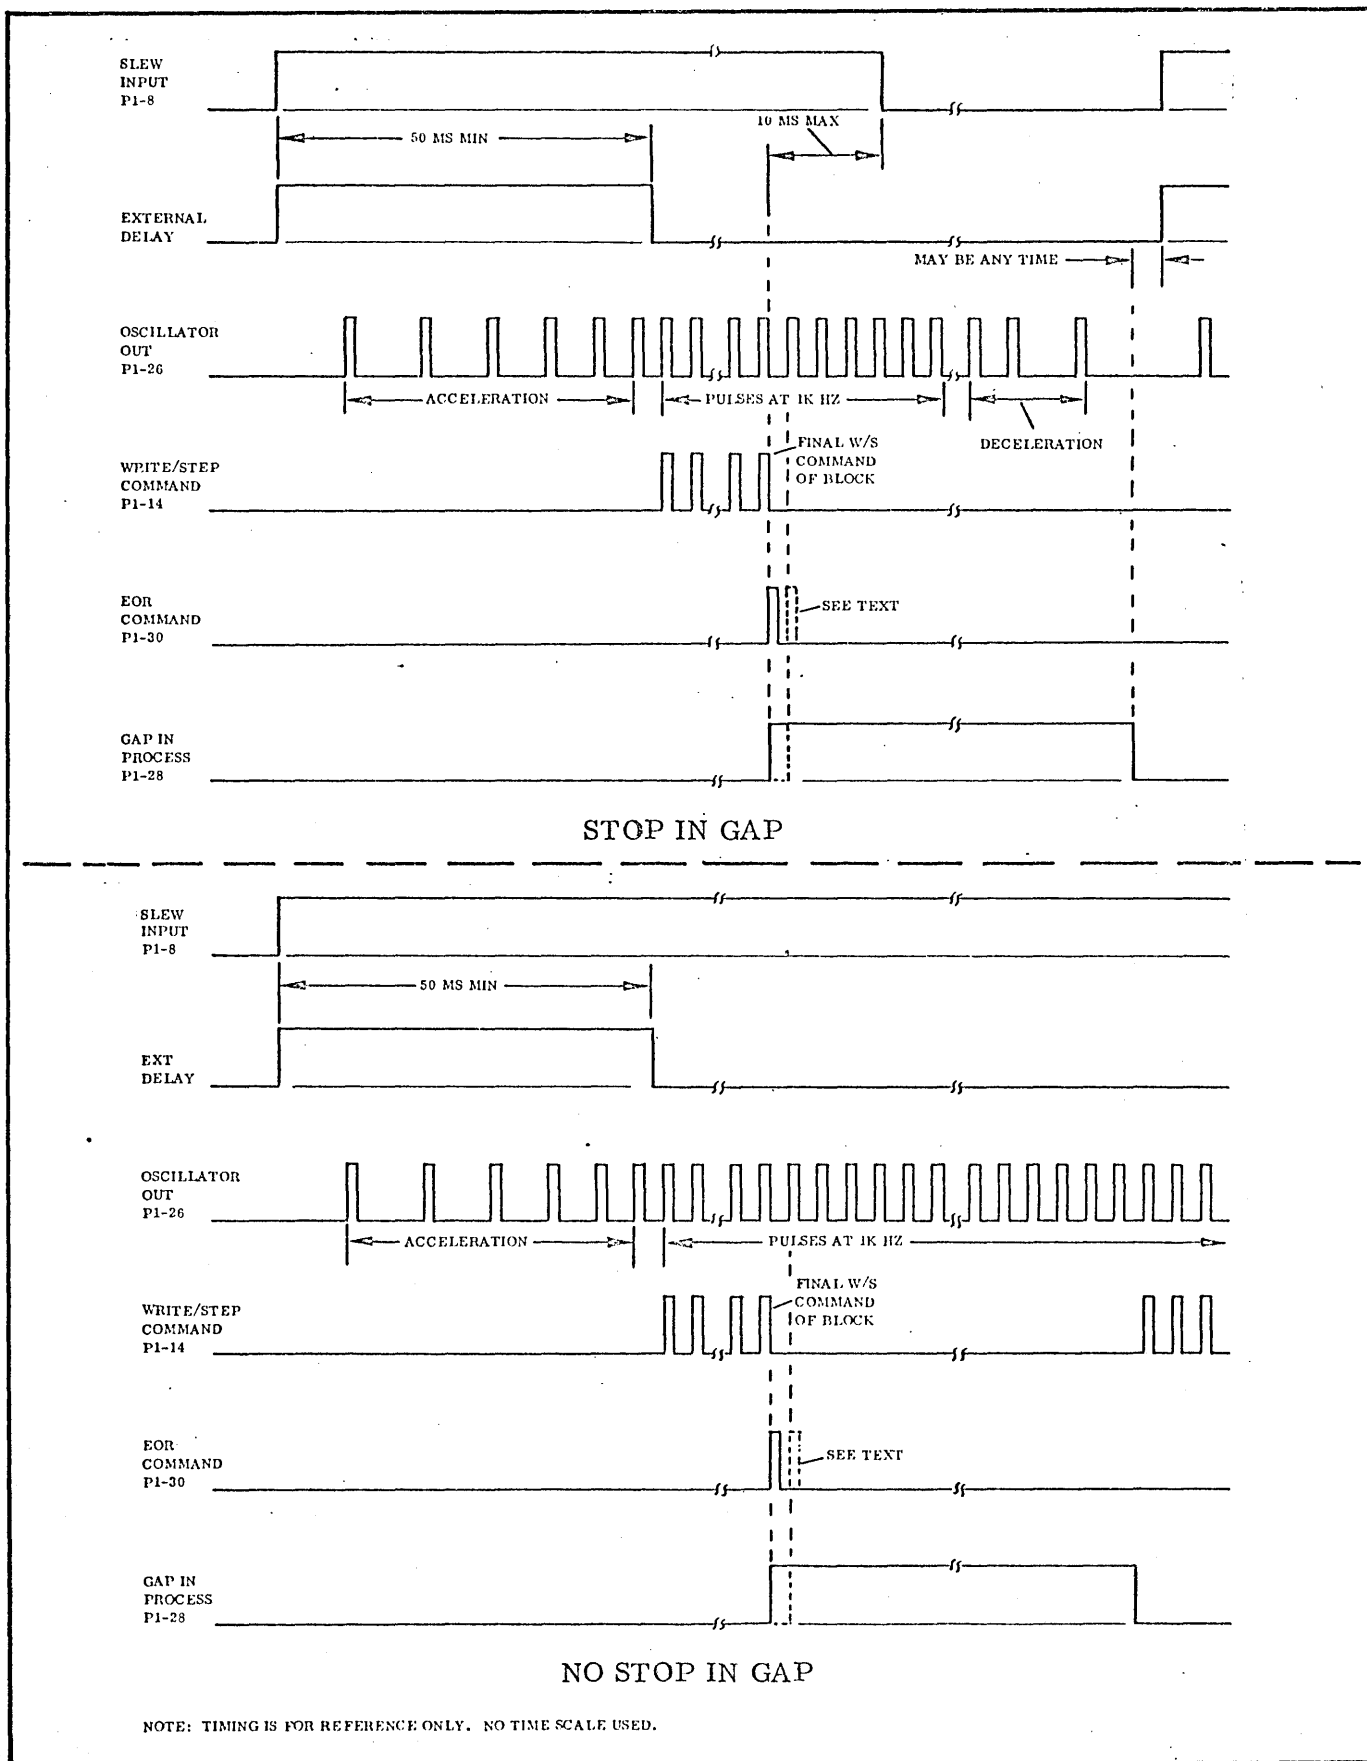 SLEW
INPUT
P1-8
50 MS MIN
10 MS MAX
EXTERNAL
DELAY
MAY BE ANY TIME
OSCILLATOR
OUT
P1-26
ACCELERATION
PULSES AT 1K HZ
DECELERATION
WRITE/STEP
COMMAND
P1-14
FINAL W/S
COMMAND
OF BLOCK
EOR
COMMAND
P1-30
SEE TEXT
GAP IN
PROCESS
P1-28
STOP IN GAP
SLEW
INPUT
P1-8
50 MS MIN
EXT
DELAY
OSCILLATOR
OUT
P1-26
ACCELERATION
PULSES AT 1K HZ
WRITE/STEP
COMMAND
P1-14
FINAL W/S
COMMAND
OF BLOCK
EOR
COMMAND
P1-30
SEE TEXT
GAP IN
PROCESS
P1-28
NO STOP IN GAP
NOTE: TIMING IS FOR REFERENCE ONLY. NO TIME SCALE USED.